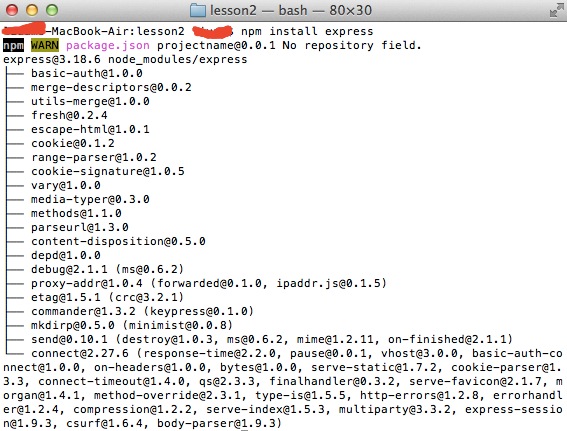 lesson2 — bash — 80×30
-MacBook-Air:lesson2 $ npm install express
npm WARN package.json projectname@0.0.1 No repository field.
express@3.18.6 node_modules/express
├── basic-auth@1.0.0
├── merge-descriptors@0.0.2
├── utils-merge@1.0.0
├── fresh@0.2.4
├── escape-html@1.0.1
├── cookie@0.1.2
├── range-parser@1.0.2
├── cookie-signature@1.0.5
├── vary@1.0.0
├── media-typer@0.3.0
├── methods@1.1.0
├── parseurl@1.3.0
├── content-disposition@0.5.0
├── depd@1.0.0
├── debug@2.1.1 (ms@0.6.2)
├── proxy-addr@1.0.4 (forwarded@0.1.0, ipaddr.js@0.1.5)
├── etag@1.5.1 (crc@3.2.1)
├── commander@1.3.2 (keypress@0.1.0)
├── mkdirp@0.5.0 (minimist@0.0.8)
├── send@0.10.1 (destroy@1.0.3, ms@0.6.2, mime@1.2.11, on-finished@2.1.1)
└── connect@2.27.6 (response-time@2.2.0, pause@0.0.1, vhost@3.0.0, basic-auth-co
nnect@1.0.0, on-headers@1.0.0, bytes@1.0.0, serve-static@1.7.2, cookie-parser@1.
3.3, connect-timeout@1.4.0, qs@2.3.3, finalhandler@0.3.2, serve-favicon@2.1.7, m
organ@1.4.1, method-override@2.3.1, type-is@1.5.5, http-errors@1.2.8, errorhandl
er@1.2.4, compression@1.2.2, serve-index@1.5.3, multiparty@3.3.2, express-sessio
n@1.9.3, csurf@1.6.4, body-parser@1.9.3)